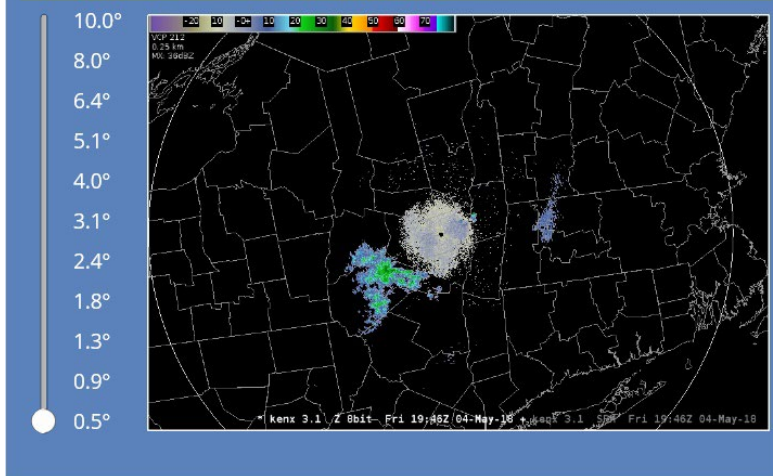 10.0°
8.0°
6.4°
5.1°
4.0°
3.1°
2.4°
1.8°
1.3°
0.9°
0.5°
-20 10 -0+ 10 20 30 40 50 60 70
VCP 212
0.25 km
MX: 36dBZ
* kenx 3.1 Z 8bit— Fri 19:46Z 04-May-18 + kenx 3.1 SRM Fri 19:46Z 04-May-18